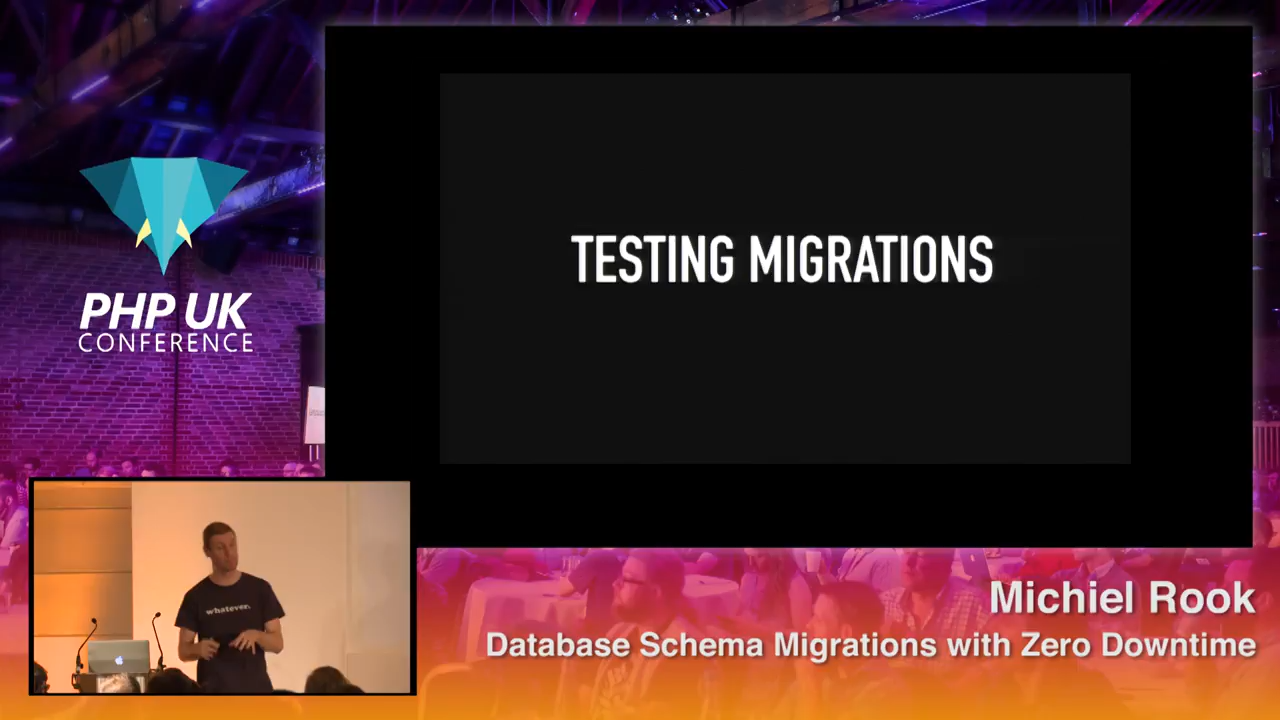 TESTING MIGRATIONS
PHP UK
CONFERENCE
whatever.
Michiel Rook
Database Schema Migrations with Zero Downtime